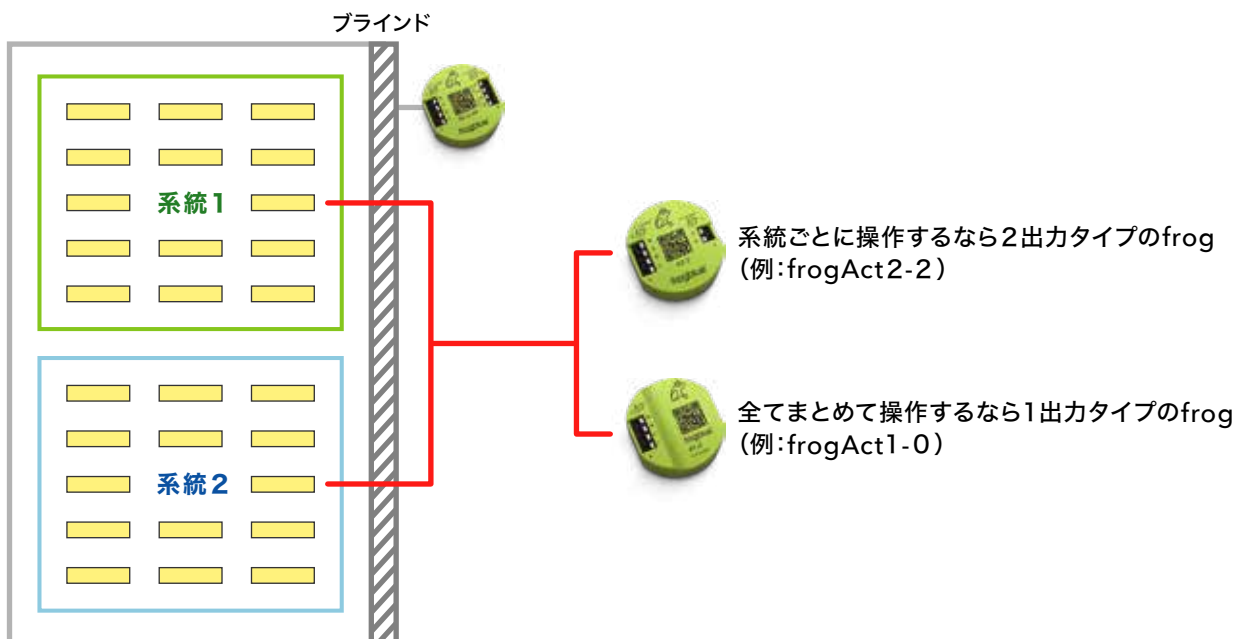 ブラインド
系統1
系統ごとに操作するなら2出力タイプのfrog
（例：frogAct2-2）
全てまとめて操作するなら1出力タイプのfrog
（例：frogAct1-0）
系統2